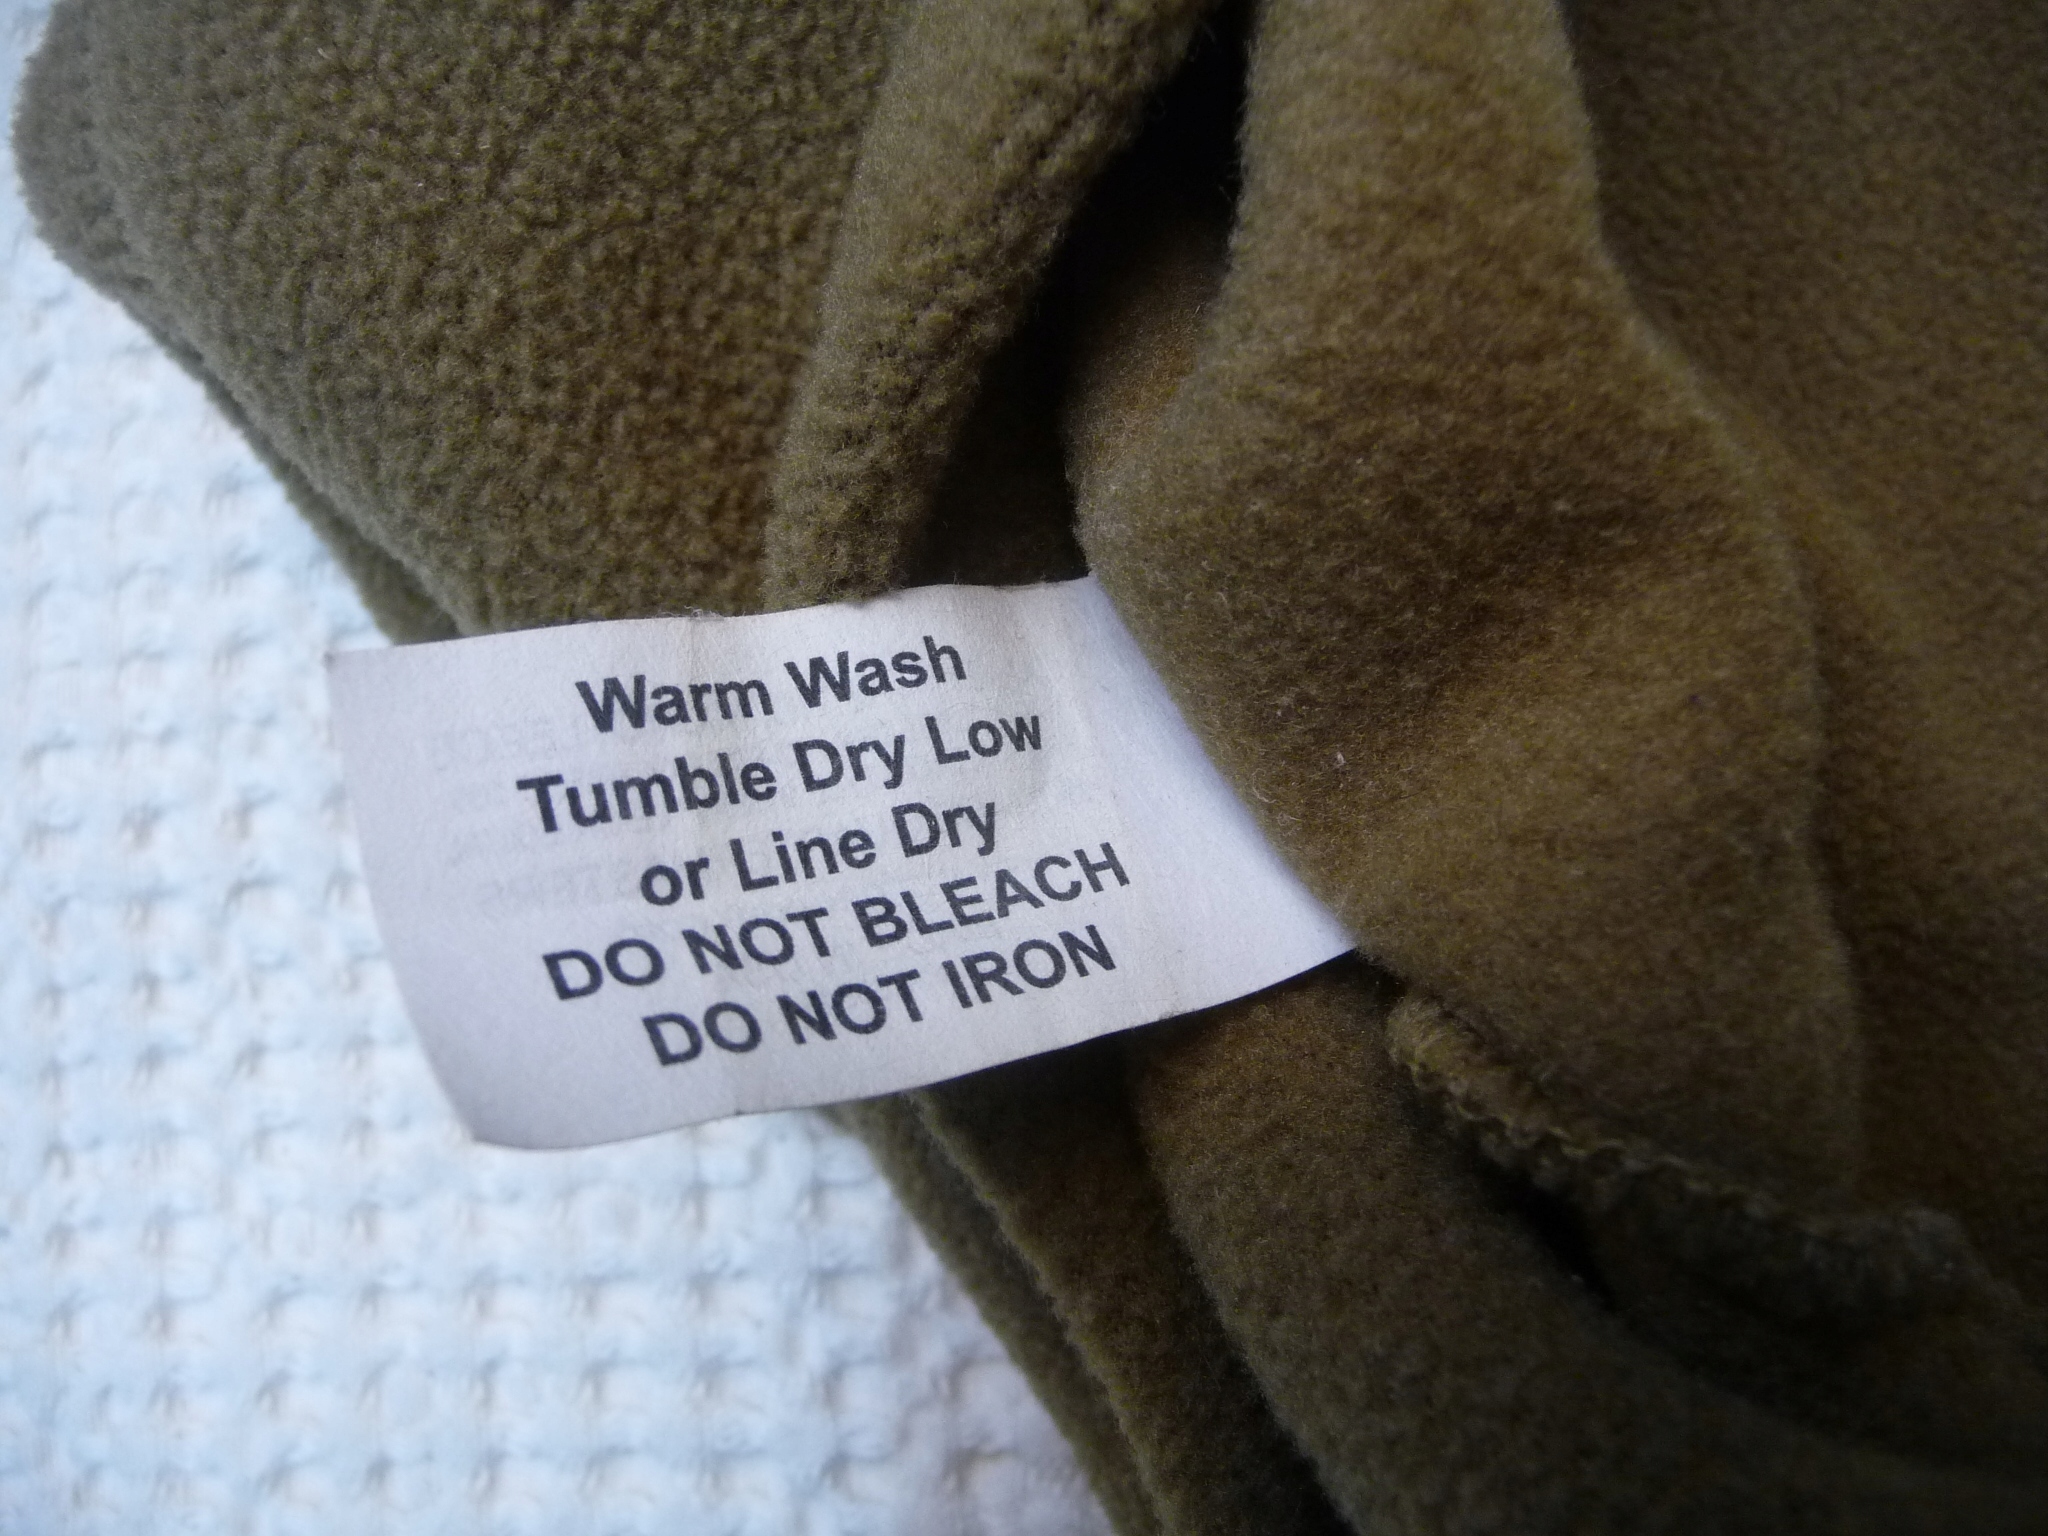 Warm Wash
Tumble Dry Low
or Line Dry
DO NOT BLEACH
DO NOT IRON